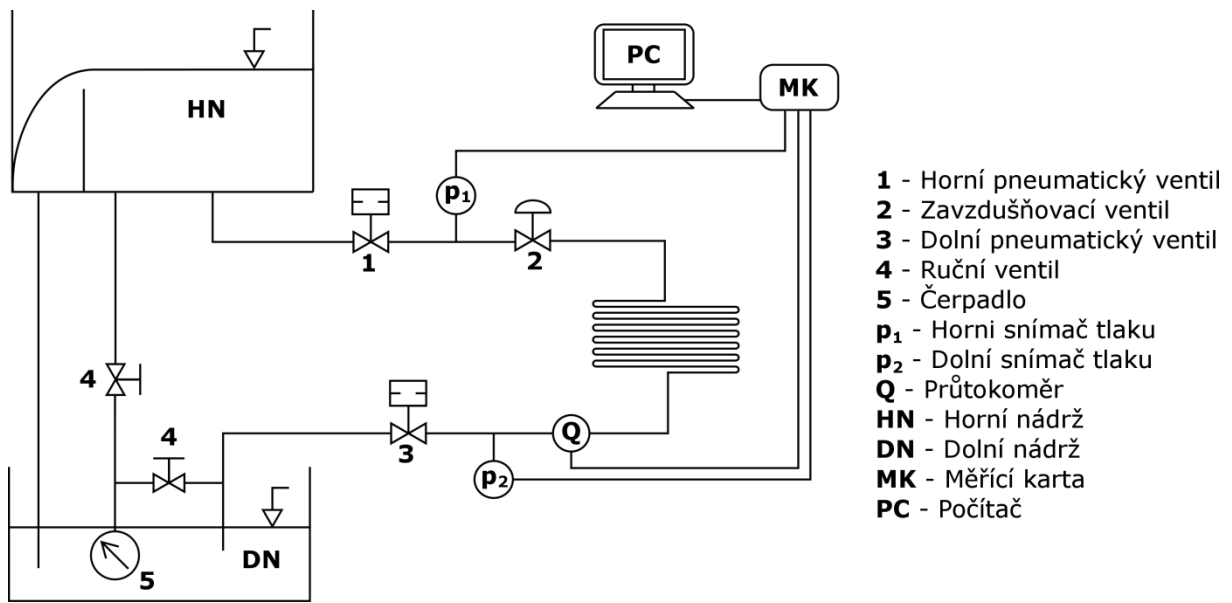 PC
MK
HN
p₁
1
2
4
4
3
Q
p₂
5
DN
1 - Horní pneumatický ventil
2 - Zavzdušňovací ventil
3 - Dolní pneumatický ventil
4 - Ruční ventil
5 - Čerpadlo
p₁ - Horni snímač tlaku
p₂ - Dolní snímač tlaku
Q - Průtokoměr
HN - Horní nádrž
DN - Dolní nádrž
MK - Měřící karta
PC - Počítač